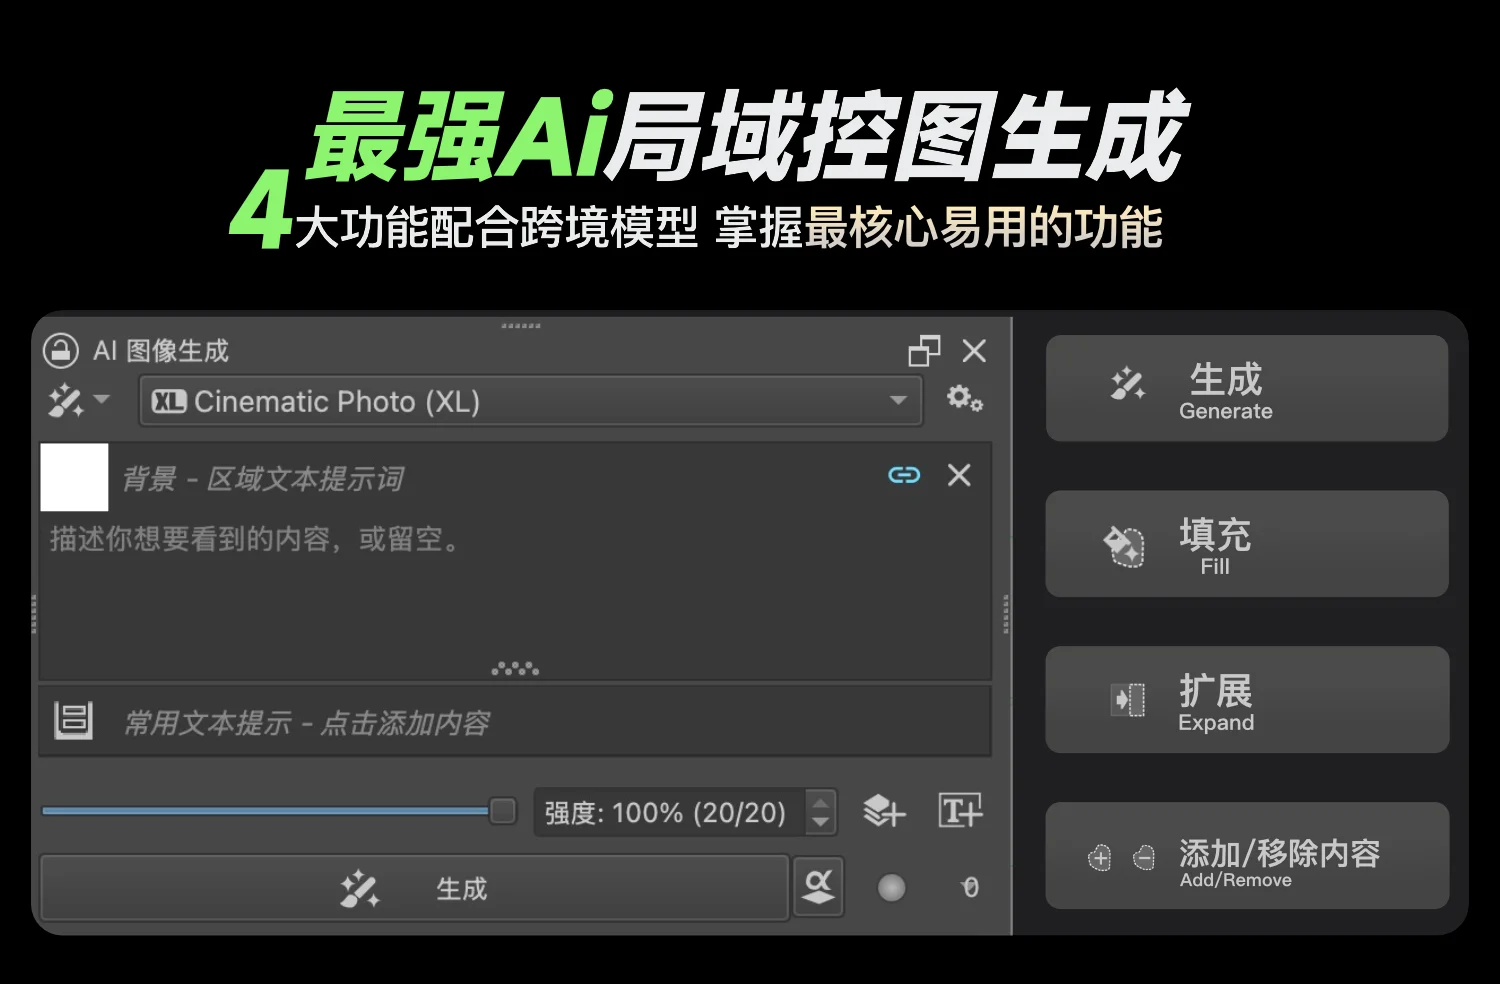 最强Ai局域控图生成
4大功能配合跨境模型 掌握最核心易用的功能
AI 图像生成
XL Cinematic Photo (XL)
背景 - 区域文本提示词
描述你想要看到的内容，或留空。
常用文本提示 - 点击添加内容
强度: 100% (20/20)
T+
生成
α
0
生成
Generate
填充
Fill
扩展
Expand
添加/移除内容
Add/Remove